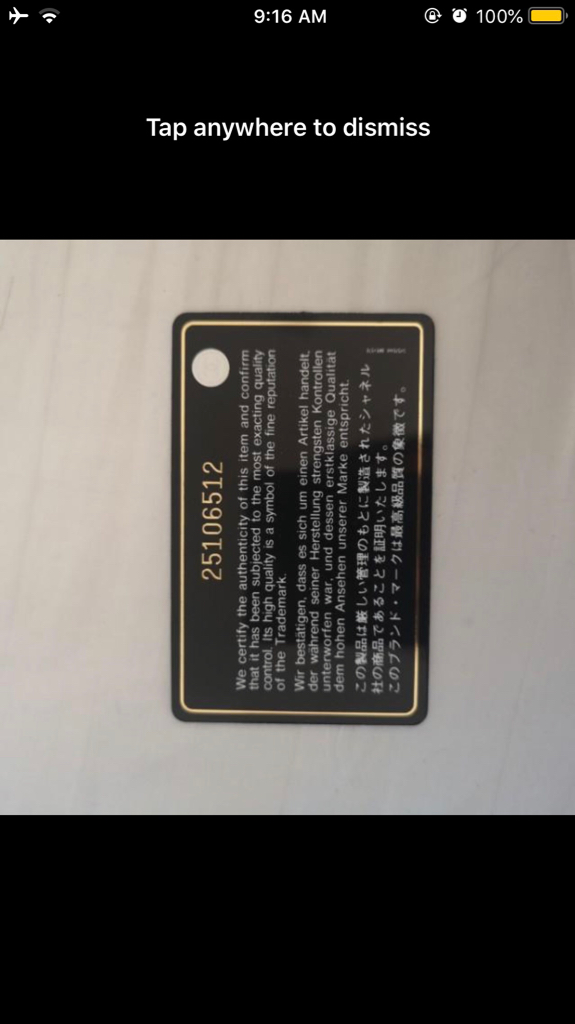 9:16 AM
100%
Tap anywhere to dismiss
25106512
We certify the authenticity of this item and confirm
that it has been subjected to the most exacting quality
control. Its high quality is a symbol of the fine reputation
of the Trademark.
Wir bestätigen, dass es sich um einen Artikel handelt,
der während seiner Herstellung strengsten Kontrollen
unterworfen war, und dessen erstklassige Qualität
dem hohen Ansehen unserer Marke entspricht.
この製品は厳しい管理のもとに製造されたシャネル
社の商品であることを証明いたします。
このブランド・マークは最高級品質の象徴です。